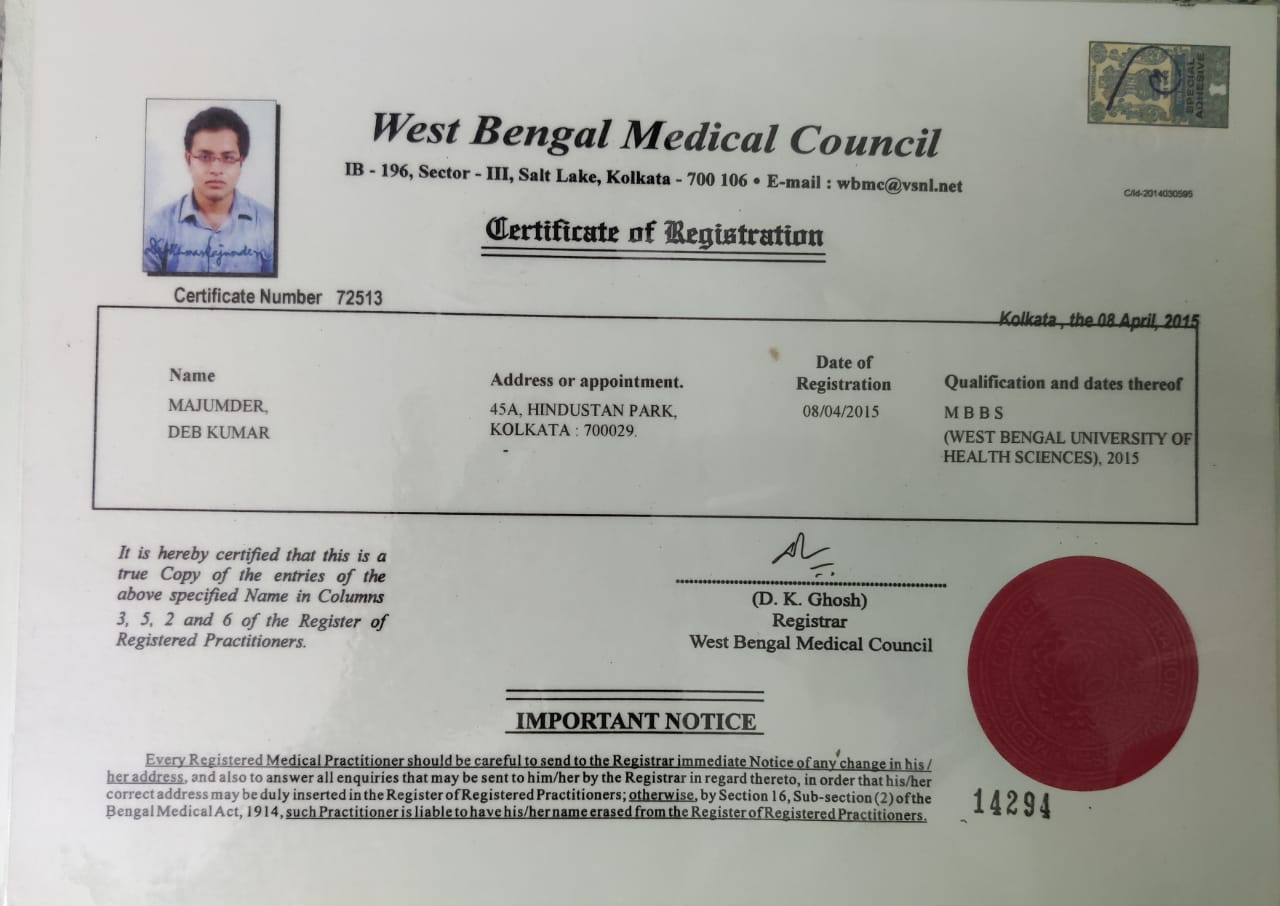 West Bengal Medical Council
IB - 196, Sector - III, Salt Lake, Kolkata - 700 106 • E-mail : wbmc@vsnl.net
SPECIAL
ADHESIVE
C/Id-2014030595
Certificate of Registration
Certificate Number 72513
Kolkata , the 08 April, 2015
Name
MAJUMDER,
DEB KUMAR
Address or appointment.
45A, HINDUSTAN PARK,
KOLKATA : 700029.
-
Date of
Registration
08/04/2015
Qualification and dates thereof
M B B S
(WEST BENGAL UNIVERSITY OF
HEALTH SCIENCES), 2015
It is hereby certified that this is a
true Copy of the entries of the
above specified Name in Columns
3, 5, 2 and 6 of the Register of
Registered Practitioners.
(D. K. Ghosh)
Registrar
West Bengal Medical Council
IMPORTANT NOTICE
Every Registered Medical Practitioner should be careful to send to the Registrar immediate Notice of any change in his /
her address, and also to answer all enquiries that may be sent to him/her by the Registrar in regard thereto, in order that his/her
correct address may be duly inserted in the Register of Registered Practitioners; otherwise, by Section 16, Sub-section (2) of the
Bengal Medical Act, 1914, such Practitioner is liable to have his/her name erased from the Register of Registered Practitioners.
14294